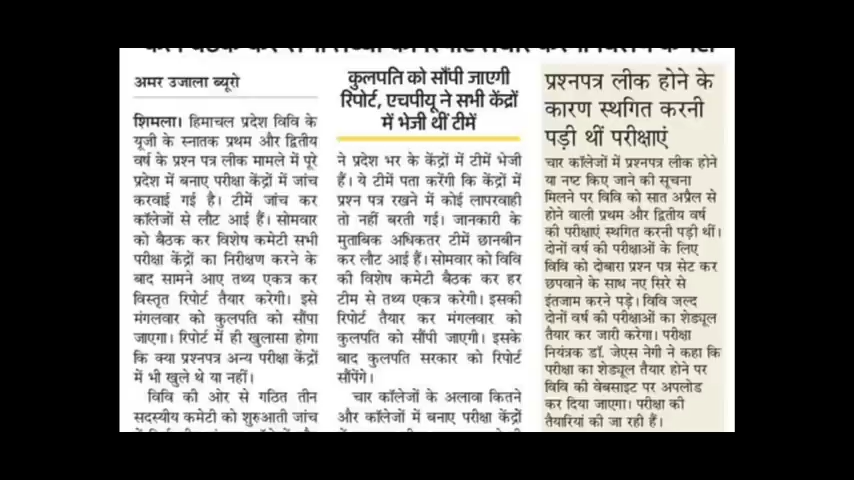 अमर उजाला ब्यूरो
शिमला। हिमाचल प्रदेश विवि के
यूजी के स्नातक प्रथम और द्वितीय
वर्ष के प्रश्न पत्र लीक मामले में पूरे
प्रदेश में बनाए परीक्षा केंद्रों में जांच
करवाई गई है। टीमें जांच कर
कॉलेजों से लौट आई हैं। सोमवार
को बैठक कर विशेष कमेटी सभी
परीक्षा केंद्रों का निरीक्षण करने के
बाद सामने आए तथ्य एकत्र कर
विस्तृत रिपोर्ट तैयार करेगी। इसे
मंगलवार को कुलपति को सौंपा
जाएगा। रिपोर्ट में ही खुलासा होगा
कि क्या प्रश्नपत्र अन्य परीक्षा केंद्रों
में भी खुले थे या नहीं।
विवि की ओर से गठित तीन
सदस्यीय कमेटी को शुरुआती जांच
कुलपति को सौंपी जाएगी
रिपोर्ट, एचपीयू ने सभी केंद्रों
में भेजी थीं टीमें
ने प्रदेश भर के केंद्रों में टीमें भेजी
हैं। ये टीमें पता करेंगी कि केंद्रों में
प्रश्न पत्र रखने में कोई लापरवाही
तो नहीं बरती गई। जानकारी के
मुताबिक अधिकतर टीमें छानबीन
कर लौट आई हैं। सोमवार को विवि
की विशेष कमेटी बैठक कर हर
टीम से तथ्य एकत्र करेगी। इसकी
रिपोर्ट तैयार कर मंगलवार को
कुलपति को सौंपी जाएगी। इसके
बाद कुलपति सरकार को रिपोर्ट
सौंपेंगे।
चार कॉलेजों के अलावा कितने
और कॉलेजों में बनाए परीक्षा केंद्रों
प्रश्नपत्र लीक होने के
कारण स्थगित करनी
पड़ी थीं परीक्षाएं
चार कॉलेजों में प्रश्नपत्र लीक होने
या नष्ट किए जाने की सूचना
मिलने पर विवि को सात अप्रैल से
होने वाली प्रथम और द्वितीय वर्ष
की परीक्षाएं स्थगित करनी पड़ी थीं।
दोनों वर्ष की परीक्षाओं के लिए
विवि को दोबारा प्रश्न पत्र सेट कर
छपवाने के साथ नए सिरे से
इंतजाम करने पड़े। विवि जल्द
दोनों वर्ष की परीक्षाओं का शेड्यूल
तैयार कर जारी करेगा। परीक्षा
नियंत्रक डॉ. जेएस नेगी ने कहा कि
परीक्षा का शेड्यूल तैयार होने पर
विवि की वेबसाइट पर अपलोड
कर दिया जाएगा। परीक्षा की
तैयारियां की जा रही हैं।